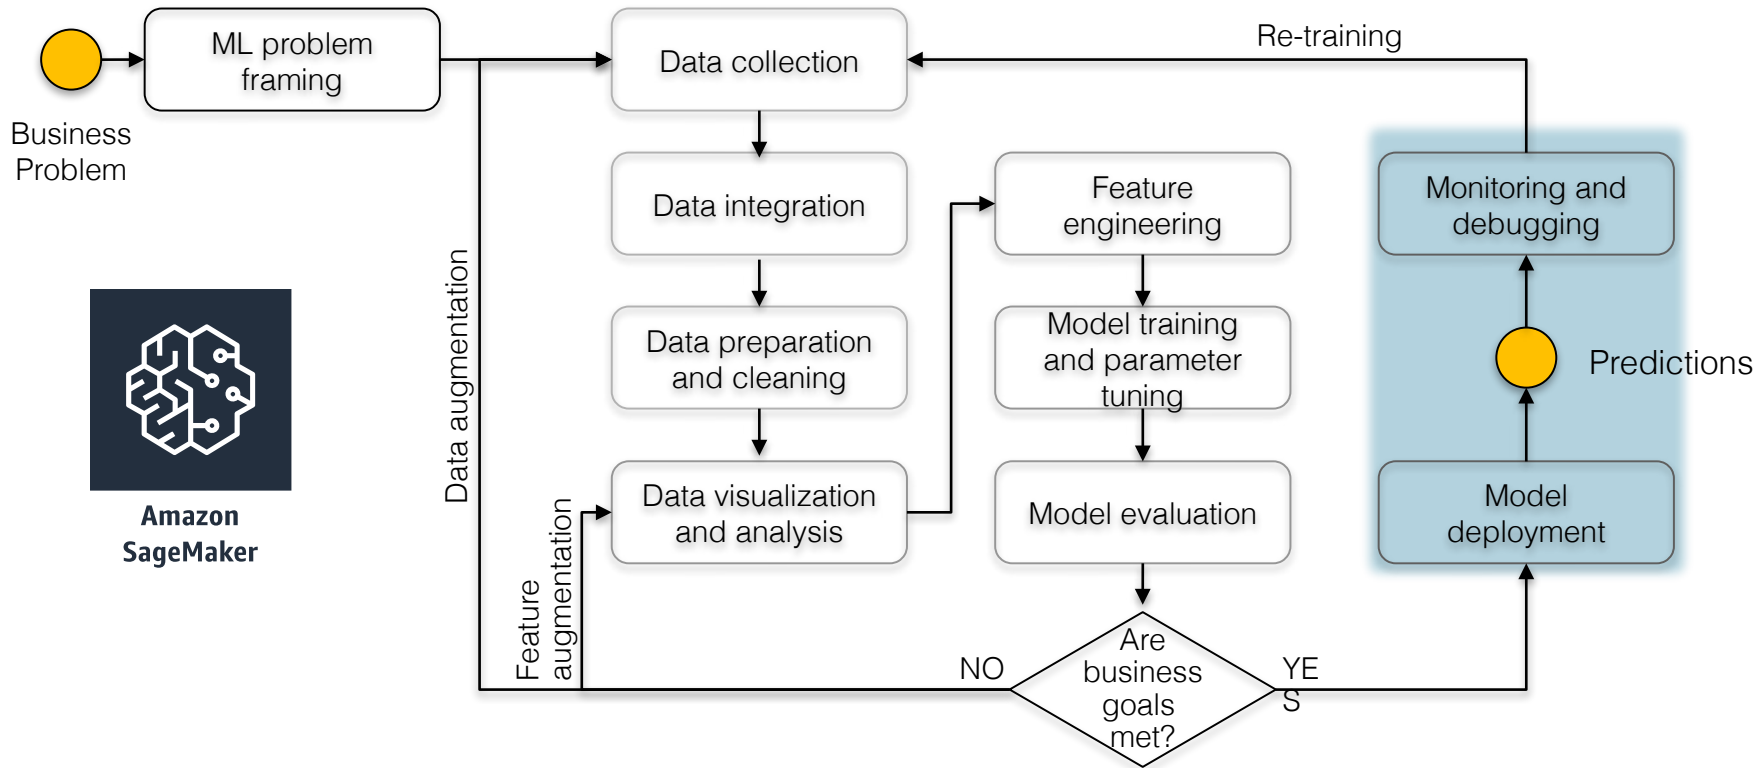 ML problem
framing
Business
Problem
Data collection
Re-training
Data integration
Feature
engineering
Monitoring and
debugging
Data augmentation
Data preparation
and cleaning
Model training
and parameter
tuning
Predictions
Amazon
SageMaker
Feature
augmentation
Data visualization
and analysis
Model evaluation
Model
deployment
NO
Are
business
goals
met?
YE
S